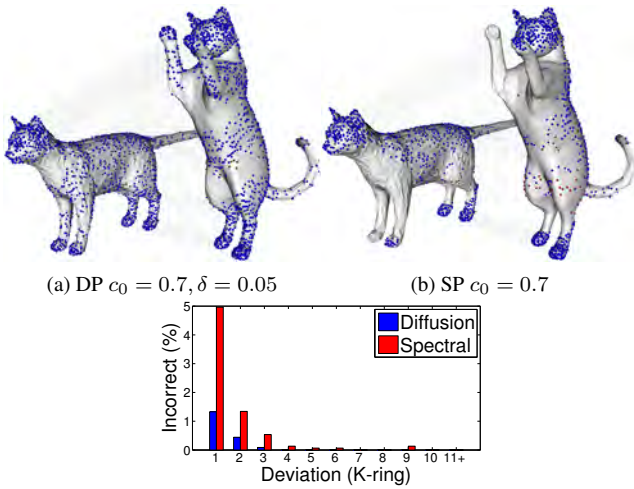 (a) DP c₀ = 0.7, δ = 0.05
(b) SP c₀ = 0.7
5
4
3
2
1
0
Incorrect (%)
Diffusion
Spectral
1 2 3 4 5 6 7 8 9 10 11+
Deviation (K-ring)